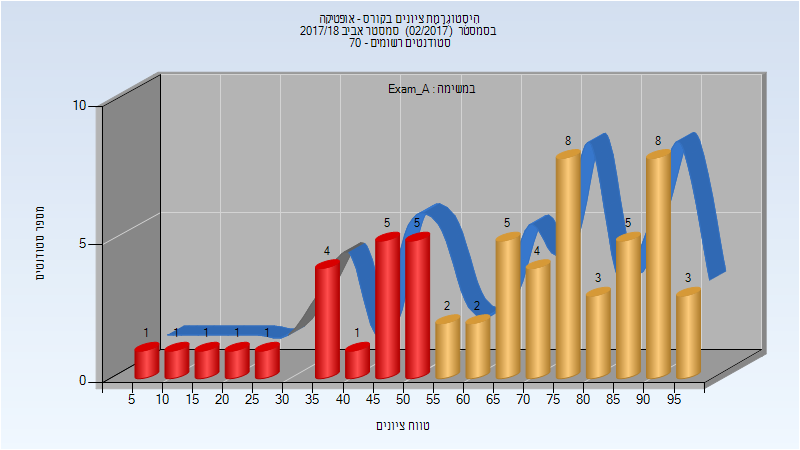 היסטוגרמת ציונים בקורס - אופטיקה
בסמסטר (02/2017) סמסטר אביב 2017/18
סטודנטים רשומים - 70
במשימה : Exam_A
מספר סטודנטים
10
5
0
1 1 1 1 1 4 1 5 5 2 2 5 4 8 3 5 8 3
5 10 15 20 25 30 35 40 45 50 55 60 65 70 75 80 85 90 95
טווח ציונים